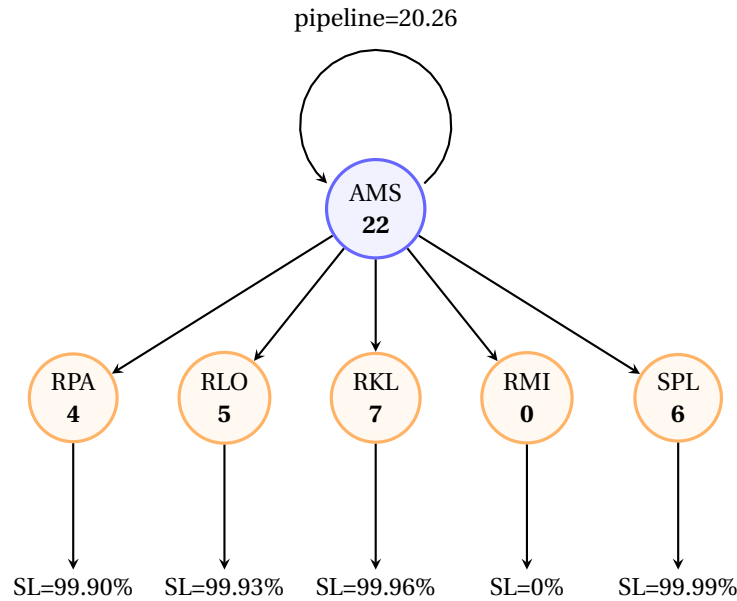 pipeline=20.26
AMS
22
RPA
4
RLO
5
RKL
7
RMI
0
SPL
6
SL=99.90%
SL=99.93%
SL=99.96%
SL=0%
SL=99.99%